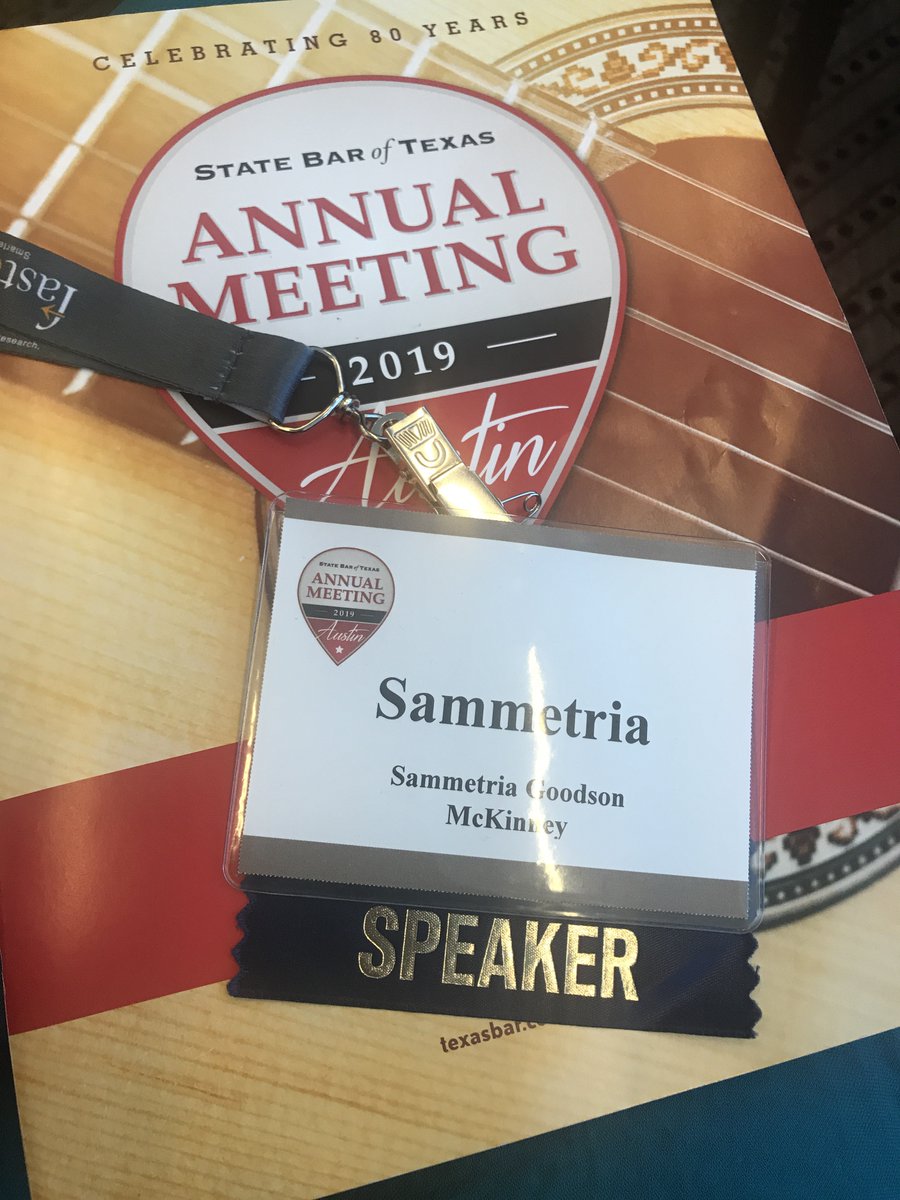 CELEBRATING 80 YEARS
STATE BAR of TEXAS
ANNUAL
MEETING
2019
Austin
STATE BAR of TEXAS
ANNUAL
MEETING
2019
Austin
Sammetria
Sammetria Goodson
McKinney
SPEAKER